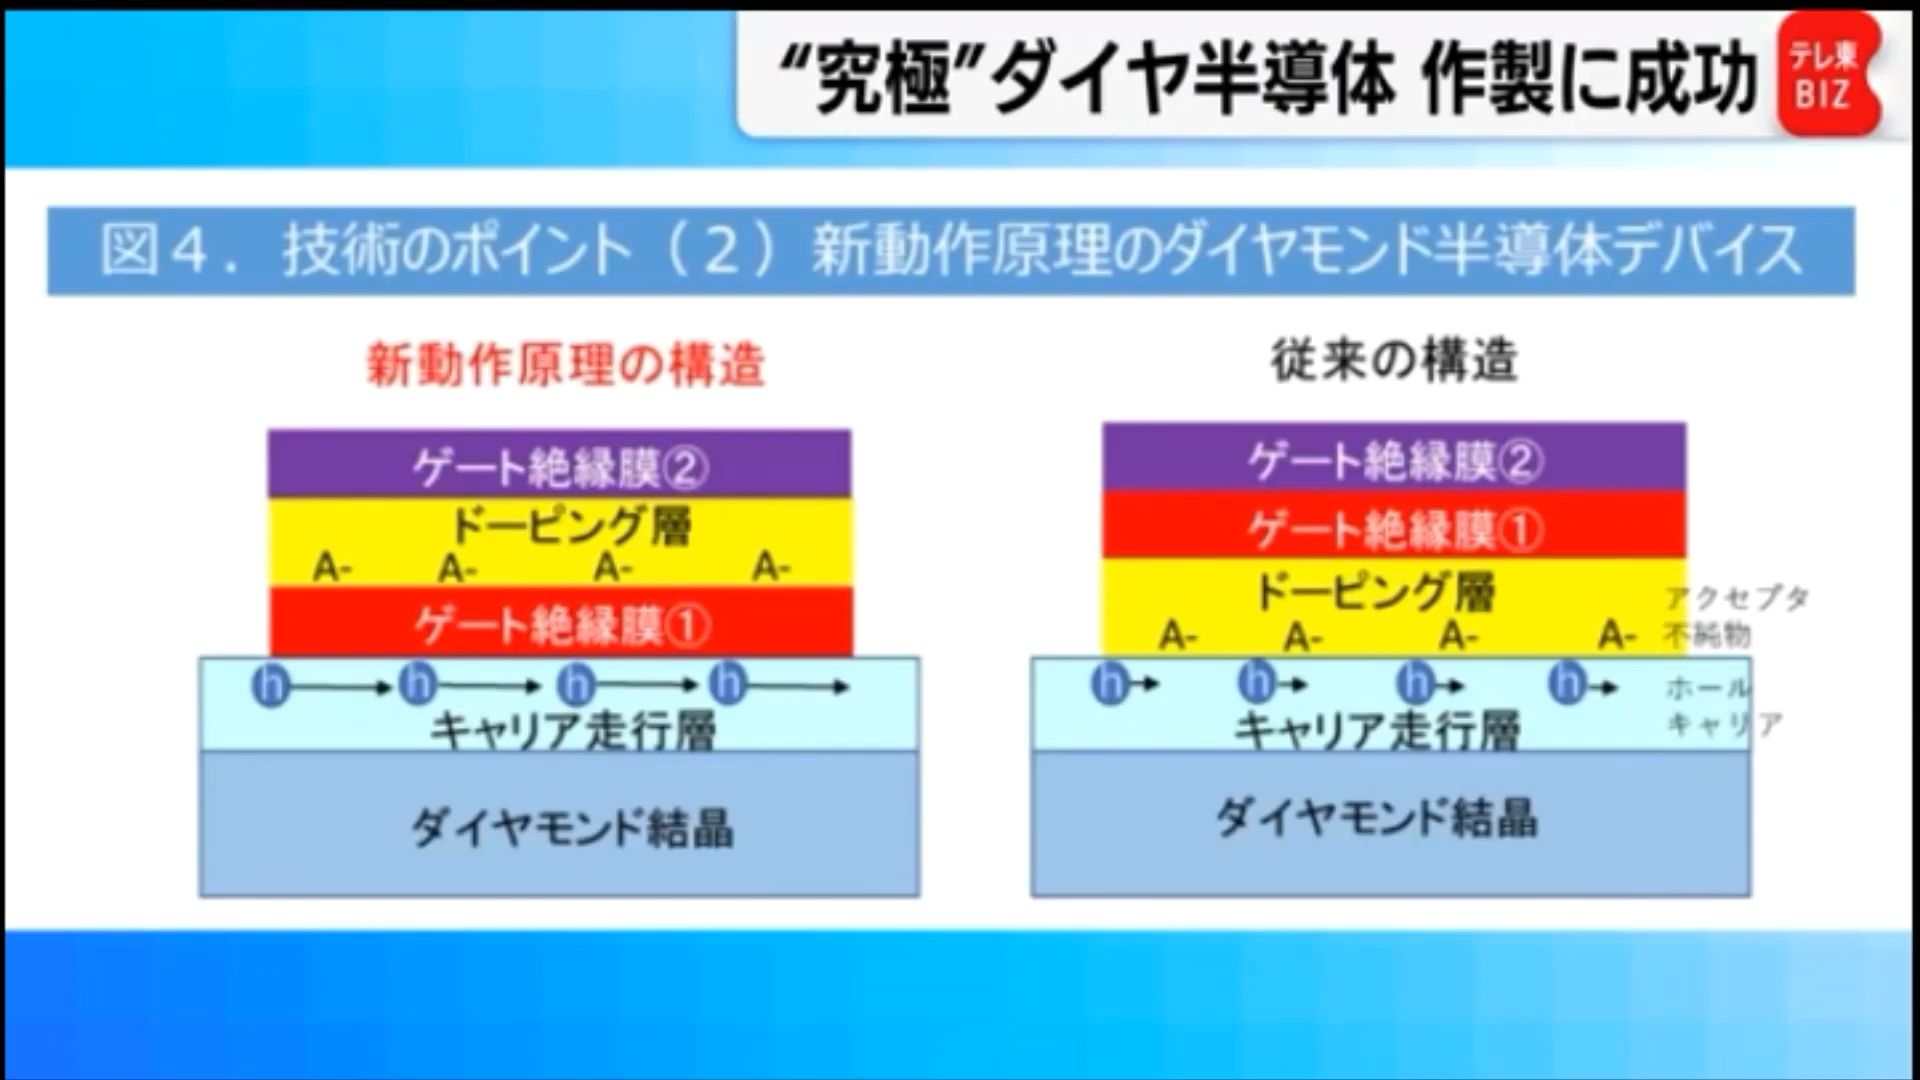 “究極”ダイヤ半導体 作製に成功
テレ東
BIZ
図４．技術のポイント（２）新動作原理のダイヤモンド半導体デバイス
新動作原理の構造
ゲート絶縁膜②
ドーピング層
A- A- A- A-
ゲート絶縁膜①
h h h h
キャリア走行層
ダイヤモンド結晶
従来の構造
ゲート絶縁膜②
ゲート絶縁膜①
ドーピング層
A- A- A- A-
アクセプタ
不純物
h h h h
ホール
キャリア
キャリア走行層
ダイヤモンド結晶